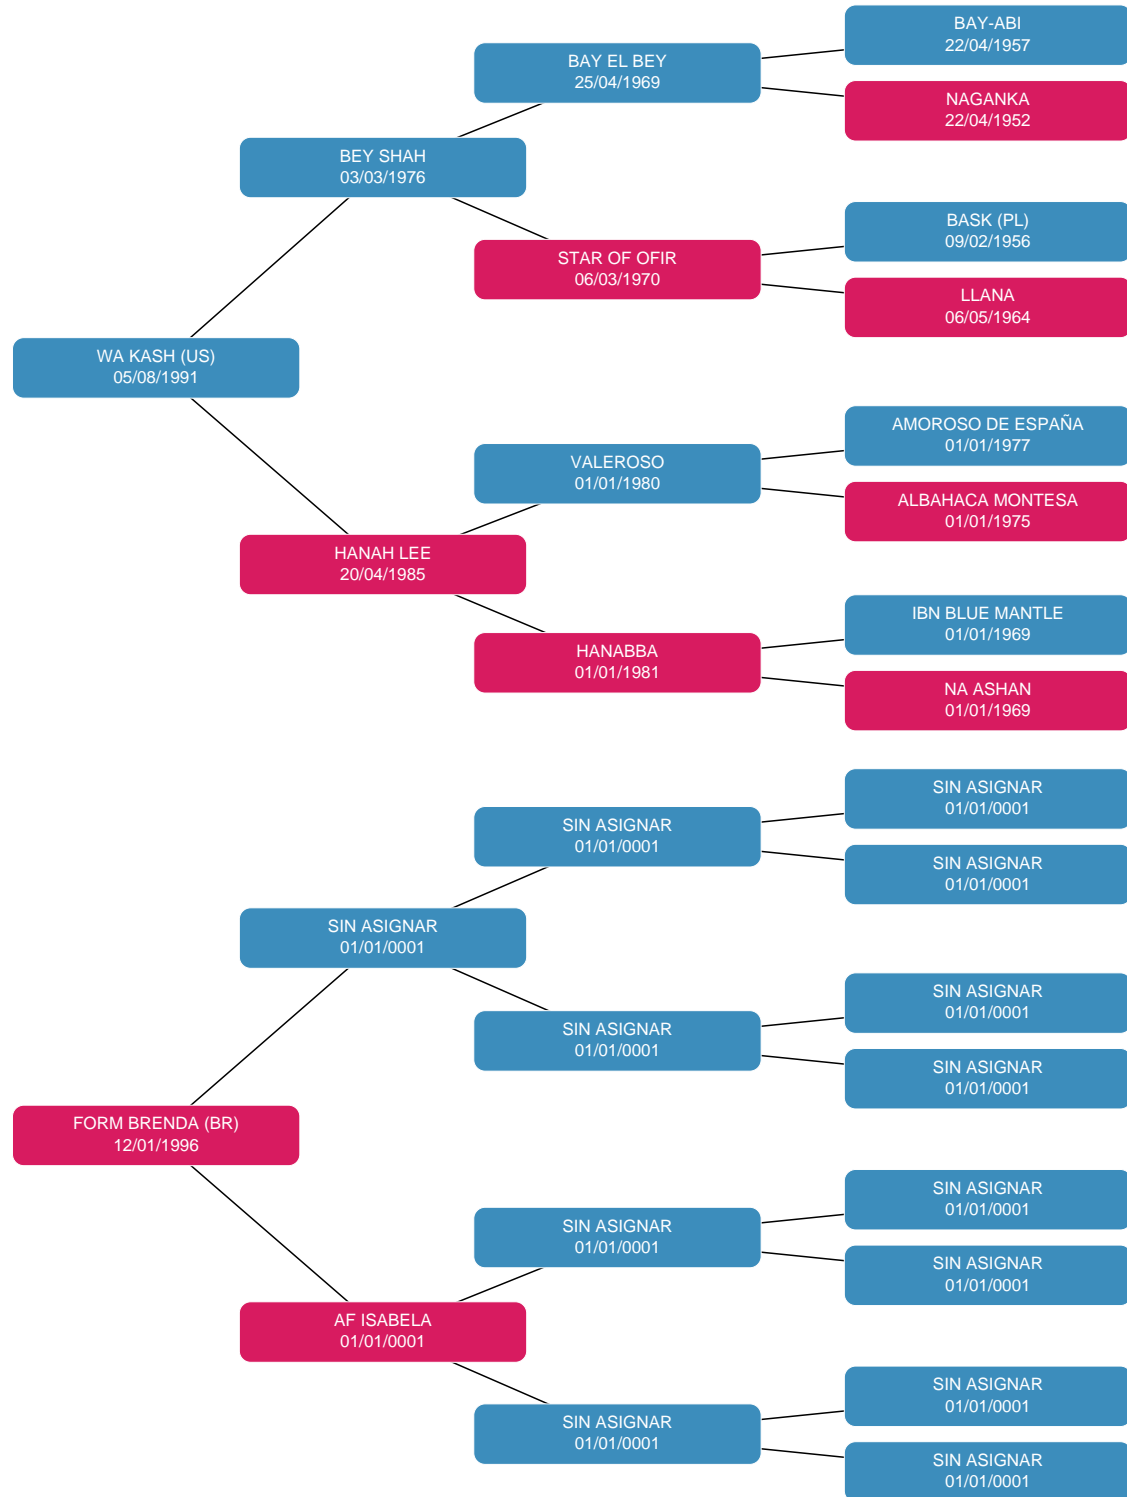 BAY-ABI
22/04/1957
BAY EL BEY
25/04/1969
NAGANKA
22/04/1952
BEY SHAH
03/03/1976
BASK (PL)
09/02/1956
STAR OF OFIR
06/03/1970
LLANA
06/05/1964
WA KASH (US)
05/08/1991
AMOROSO DE ESPAÑA
01/01/1977
VALEROSO
01/01/1980
ALBAHACA MONTESA
01/01/1975
HANAH LEE
20/04/1985
IBN BLUE MANTLE
01/01/1969
HANABBA
01/01/1981
NA ASHAN
01/01/1969
SIN ASIGNAR
01/01/0001
SIN ASIGNAR
01/01/0001
SIN ASIGNAR
01/01/0001
SIN ASIGNAR
01/01/0001
SIN ASIGNAR
01/01/0001
SIN ASIGNAR
01/01/0001
SIN ASIGNAR
01/01/0001
FORM BRENDA (BR)
12/01/1996
SIN ASIGNAR
01/01/0001
SIN ASIGNAR
01/01/0001
SIN ASIGNAR
01/01/0001
AF ISABELA
01/01/0001
SIN ASIGNAR
01/01/0001
SIN ASIGNAR
01/01/0001
SIN ASIGNAR
01/01/0001